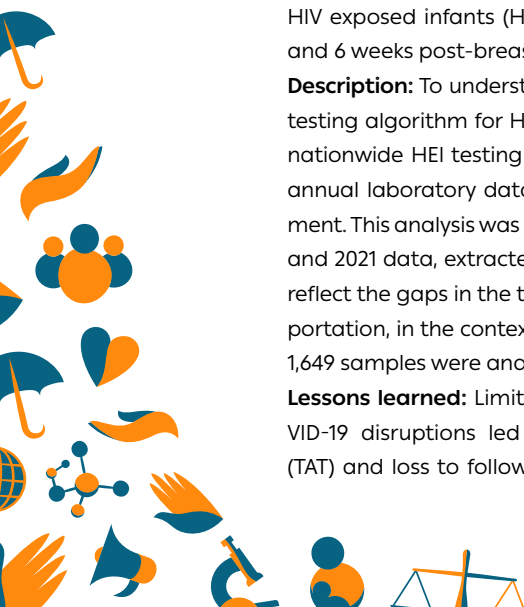 HIV exposed infants (H
and 6 weeks post-breas
Description: To underst
testing algorithm for H
nationwide HEI testing
annual laboratory data
ment. This analysis was
and 2021 data, extracte
reflect the gaps in the t
portation, in the contex
1,649 samples were ana
Lessons learned: Limit
VID-19 disruptions led
(TAT) and loss to follow